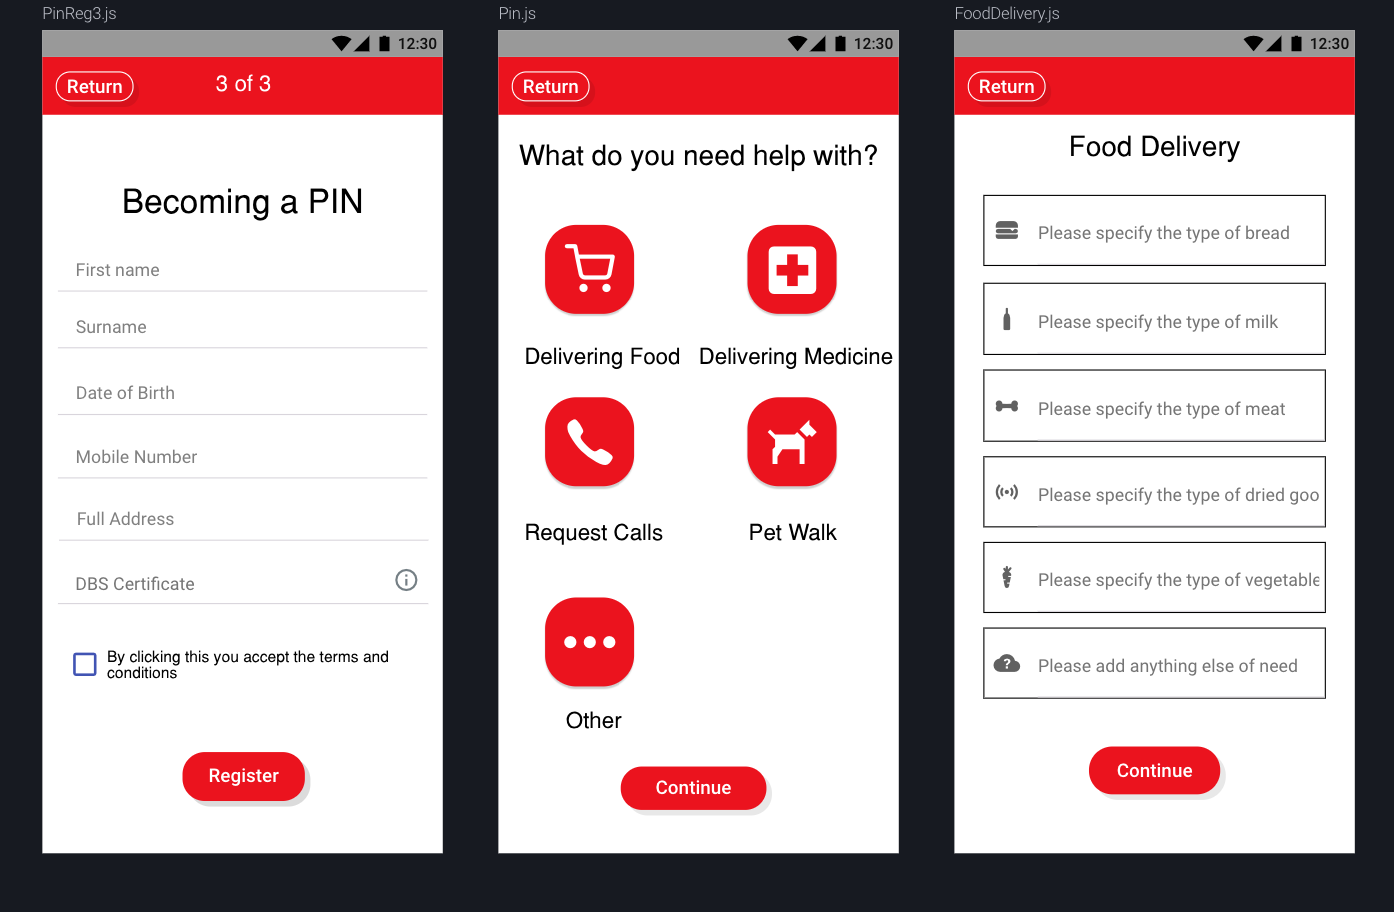 PinReg3.js
12:30
Return
3 of 3
Becoming a PIN
First name
Surname
Date of Birth
Mobile Number
Full Address
DBS Certificate
By clicking this you accept the terms and
conditions
Register
Pin.js
12:30
Return
What do you need help with?
Delivering Food
Delivering Medicine
Request Calls
Pet Walk
Other
Continue
FoodDelivery.js
12:30
Return
Food Delivery
Please specify the type of bread
Please specify the type of milk
Please specify the type of meat
Please specify the type of dried goo
Please specify the type of vegetable
Please add anything else of need
Continue